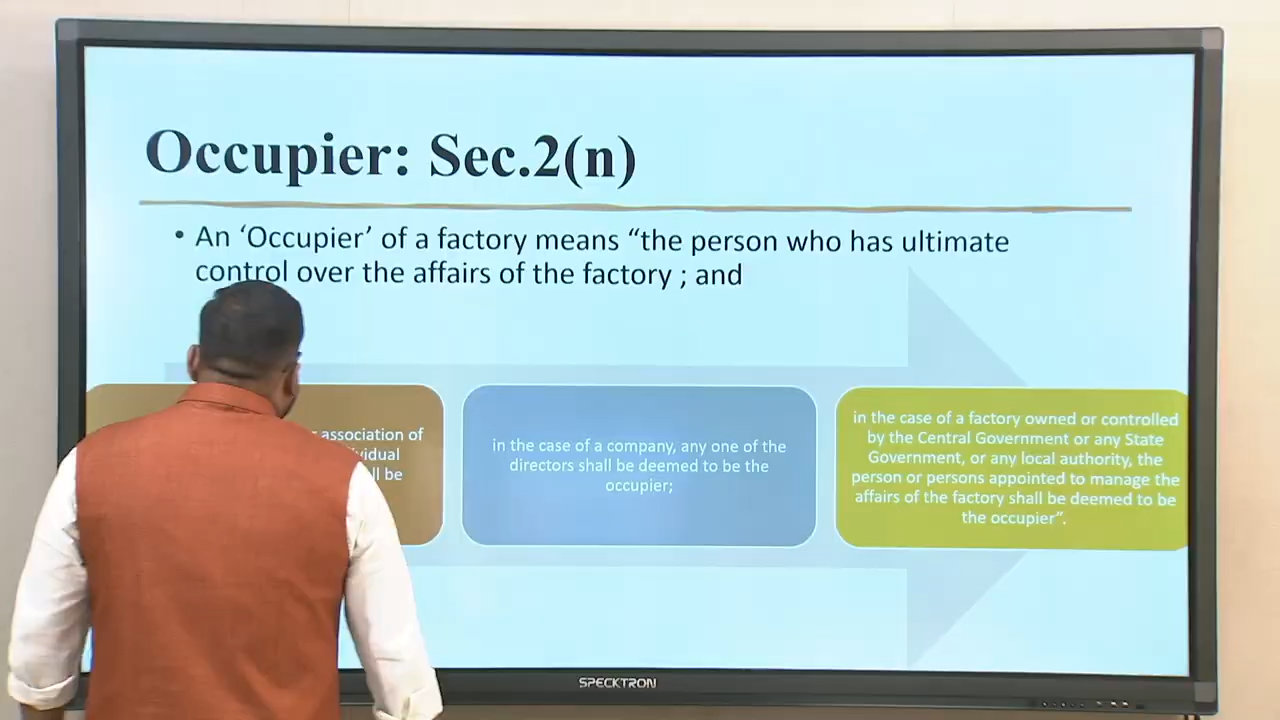 Occupier: Sec.2(n)
• An ‘Occupier’ of a factory means “the person who has ultimate
control over the affairs of the factory ; and
association of
be
in the case of a company, any one of the
directors shall be deemed to be the
occupier;
in the case of a factory owned or controlled
by the Central Government or any State
Government, or any local authority, the
person or persons appointed to manage the
affairs of the factory shall be deemed to be
the occupier”.
SPECKTRON